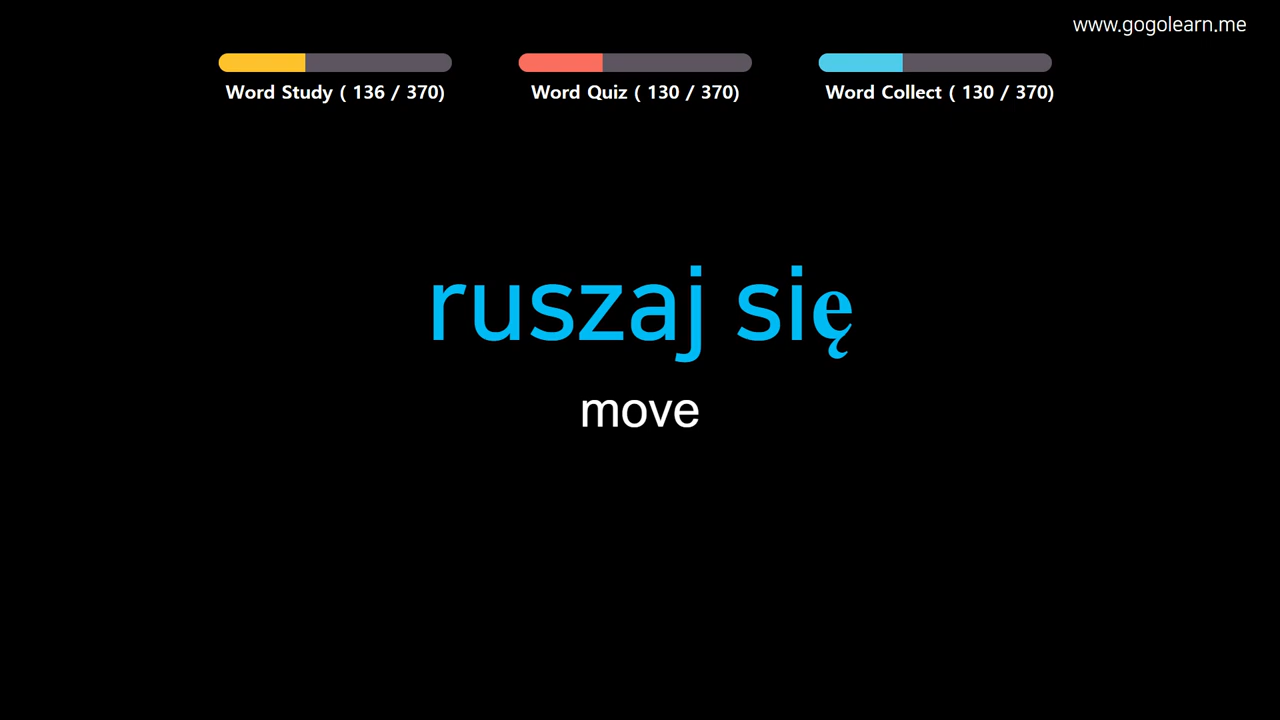 www.gogolearn.me
Word Study ( 136 / 370)
Word Quiz ( 130 / 370)
Word Collect ( 130 / 370)
ruszaj się
move